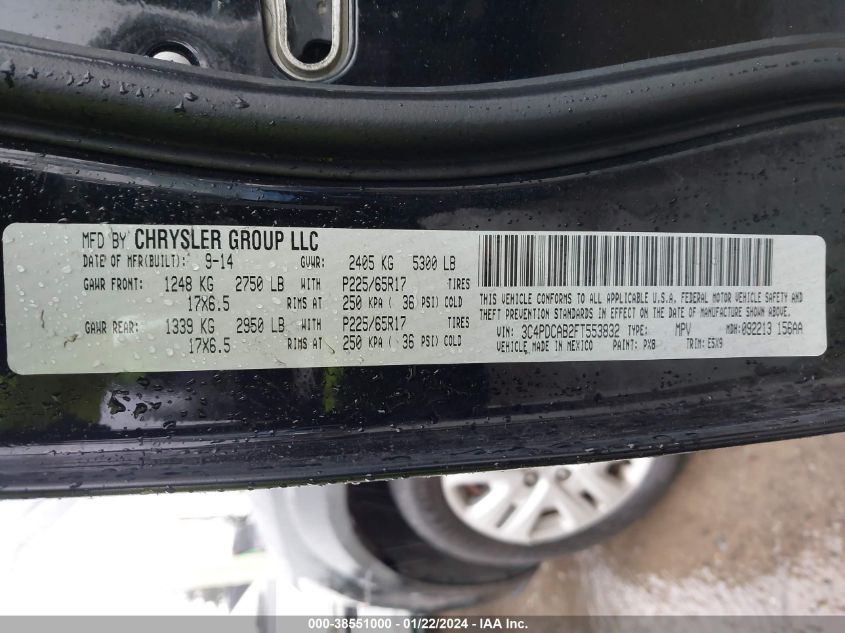 MFD BY CHRYSLER GROUP LLC
DATE OF MFR(BUILT): 9-14 GVWR: 2405 KG 5300 LB
GAWR FRONT: 1248 KG 2750 LB WITH P225/65R17 TIRES
17X6.5 RIMS AT 250 KPA ( 36 PSI) COLD
GAWR REAR: 1339 KG 2950 LB WITH P225/65R17 TIRES
17X6.5 RIMS AT 250 KPA ( 36 PSI) COLD
THIS VEHICLE CONFORMS TO ALL APPLICABLE U.S.A. FEDERAL MOTOR VEHICLE SAFETY AND
THEFT PREVENTION STANDARDS IN EFFECT ON THE DATE OF MANUFACTURE SHOWN ABOVE.
VIN: 3C4PDCAB2FT553832 TYPE: MPV MDH: 092213 156AA
VEHICLE MADE IN MEXICO PAINT: PX8 TRIM: E5X9
000-38551000 - 01/22/2024 - IAA Inc.